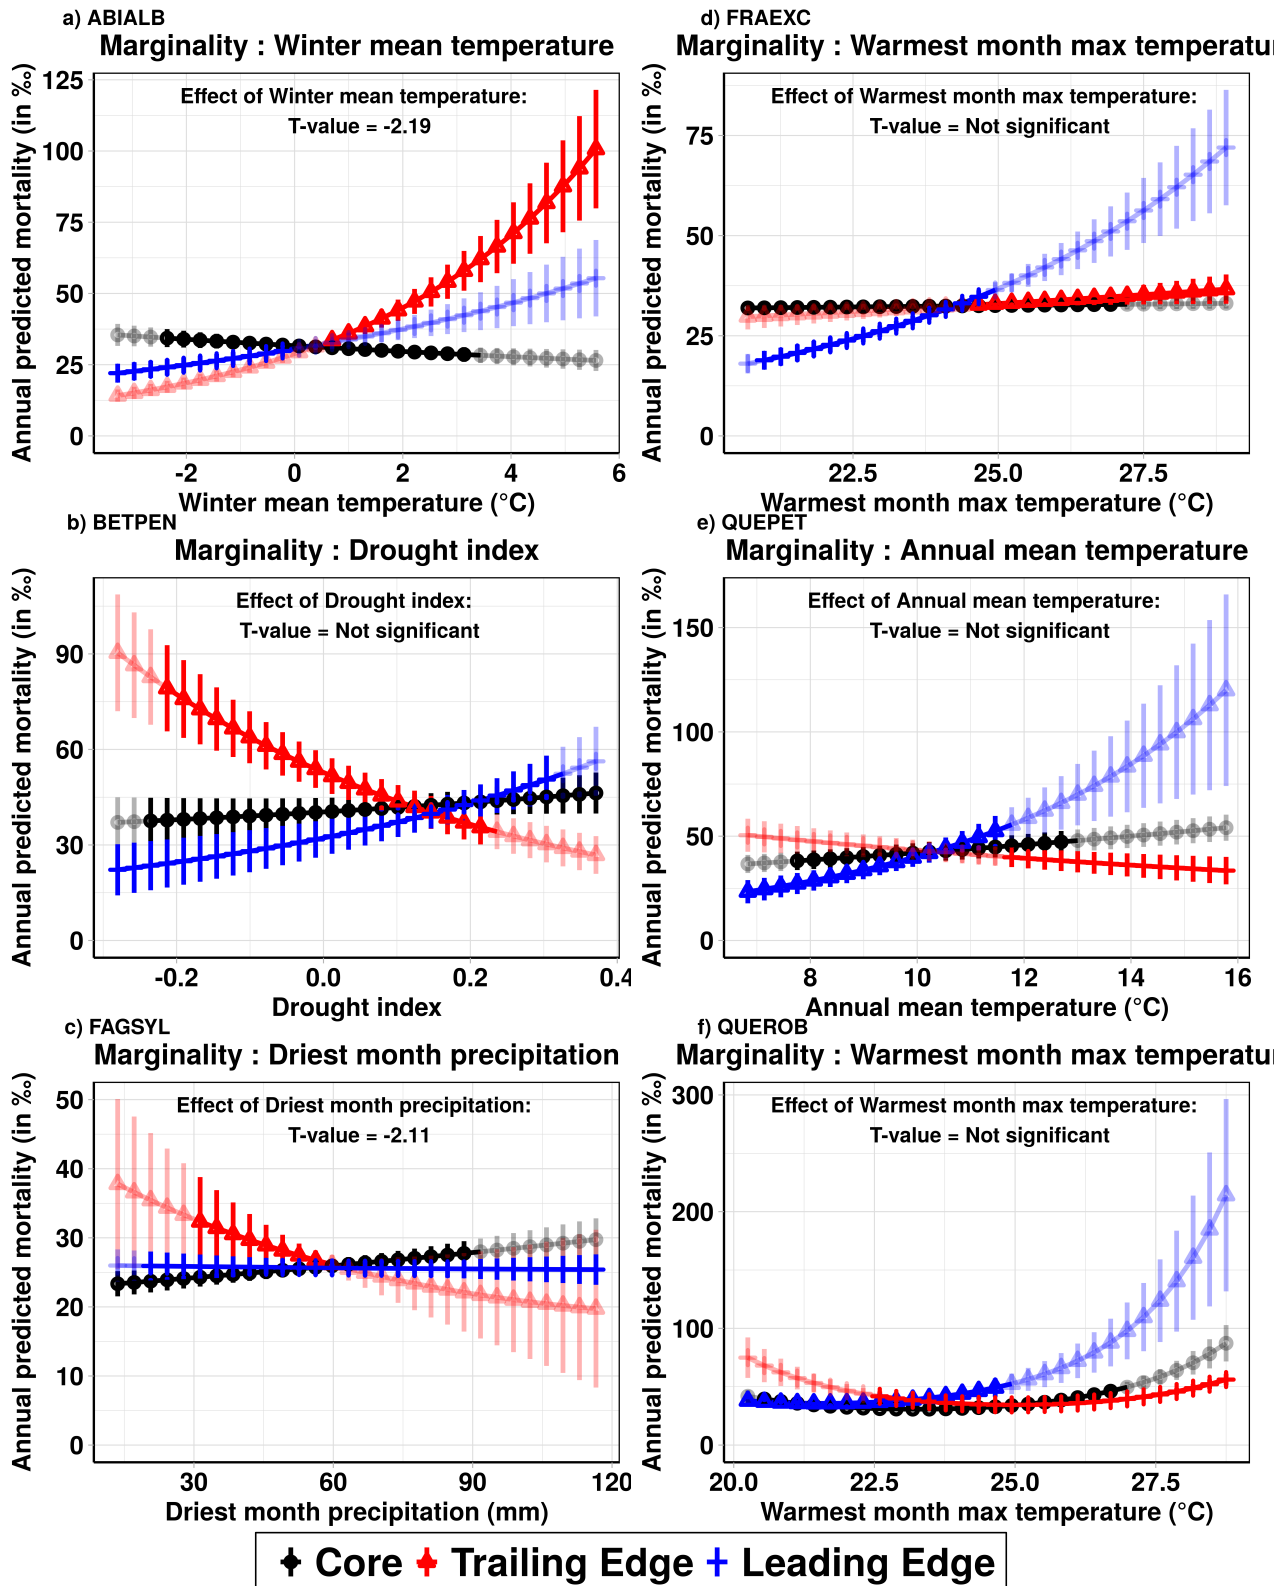 a) ABIALB
Marginality : Winter mean temperature
Annual predicted mortality (in ‰)
125
100
75
50
25
0
Effect of Winter mean temperature:
T-value = -2.19
-2 0 2 4 6
Winter mean temperature (°C)
d) FRAEXC
Marginality : Warmest month max temperatur
Annual predicted mortality (in ‰)
75
50
25
0
Effect of Warmest month max temperature:
T-value = Not significant
22.5 25.0 27.5
Warmest month max temperature (°C)
b) BETPEN
Marginality : Drought index
Annual predicted mortality (in ‰)
90
60
30
0
Effect of Drought index:
T-value = Not significant
-0.2 0.0 0.2 0.4
Drought index
e) QUEPET
Marginality : Annual mean temperature
Annual predicted mortality (in ‰)
150
100
50
0
Effect of Annual mean temperature:
T-value = Not significant
8 10 12 14 16
Annual mean temperature (°C)
c) FAGSYL
Marginality : Driest month precipitation
Annual predicted mortality (in ‰)
50
40
30
20
10
0
Effect of Driest month precipitation:
T-value = -2.11
30 60 90 120
Driest month precipitation (mm)
f) QUEROB
Marginality : Warmest month max temperatur
Annual predicted mortality (in ‰)
300
200
100
0
Effect of Warmest month max temperature:
T-value = Not significant
20.0 22.5 25.0 27.5
Warmest month max temperature (°C)
Core Trailing Edge Leading Edge